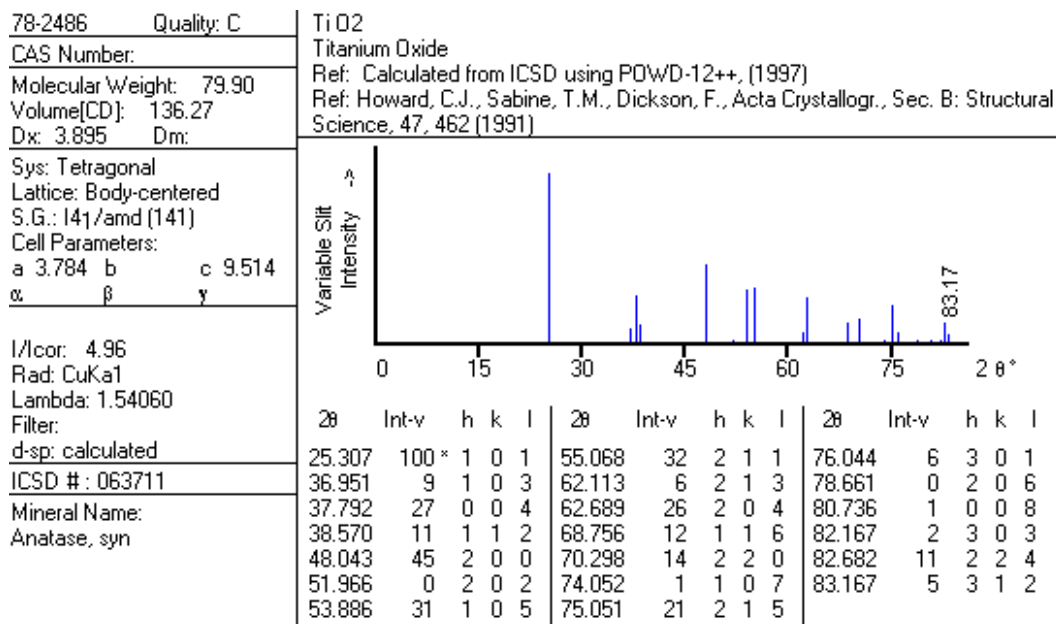 78-2486 Quality: C
CAS Number:
Molecular Weight: 79.90
Volume[CD]: 136.27
Dx: 3.895 Dm:
Sys: Tetragonal
Lattice: Body-centered
S.G.: I41/amd (141)
Cell Parameters:
a 3.784 b c 9.514
α β γ
I/Icor: 4.96
Rad: CuKa1
Lambda: 1.54060
Filter:
d-sp: calculated
ICSD # : 063711
Mineral Name:
Anatase, syn
Ti O2
Titanium Oxide
Ref: Calculated from ICSD using POWD-12++, (1997)
Ref: Howard, C.J., Sabine, T.M., Dickson, F., Acta Crystallogr., Sec. B: Structural
Science, 47, 462 (1991)
Variable Slit
Intensity ->
83.17
0 15 30 45 60 75 2 θ°
2θ Int-v h k l 2θ Int-v h k l 2θ Int-v h k l
25.307 100 * 1 0 1 55.068 32 2 1 1 76.044 6 3 0 1
36.951 9 1 0 3 62.113 6 2 1 3 78.661 0 2 0 6
37.792 27 0 0 4 62.689 26 2 0 4 80.736 1 0 0 8
38.570 11 1 1 2 68.756 12 1 1 6 82.167 2 3 0 3
48.043 45 2 0 0 70.298 14 2 2 0 82.682 11 2 2 4
51.966 0 2 0 2 74.052 1 1 0 7 83.167 5 3 1 2
53.886 31 1 0 5 75.051 21 2 1 5